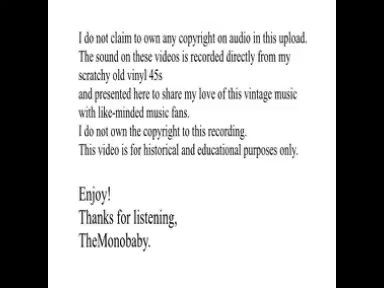 I do not claim to own any copyright on audio in this upload.
The sound on these videos is recorded directly from my
scratchy old vinyl 45s
and presented here to share my love of this vintage music
with like-minded music fans.
I do not own the copyright to this recording.
This video is for historical and educational purposes only.
Enjoy!
Thanks for listening,
TheMonobaby.